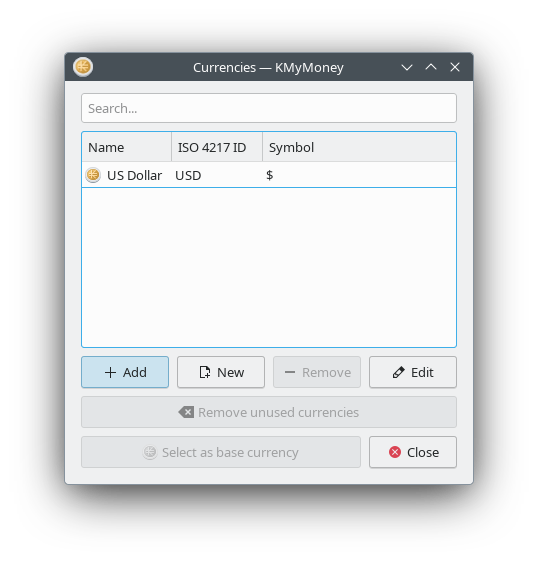 Currencies — KMyMoney
Search...
Name ISO 4217 ID Symbol
US Dollar USD $
Add New Remove Edit
Remove unused currencies
Select as base currency Close